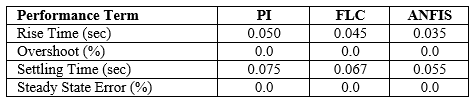 Performance Term PI FLC ANFIS
Rise Time (sec) 0.050 0.045 0.035
Overshoot (%) 0.0 0.0 0.0
Settling Time (sec) 0.075 0.067 0.055
Steady State Error (%) 0.0 0.0 0.0